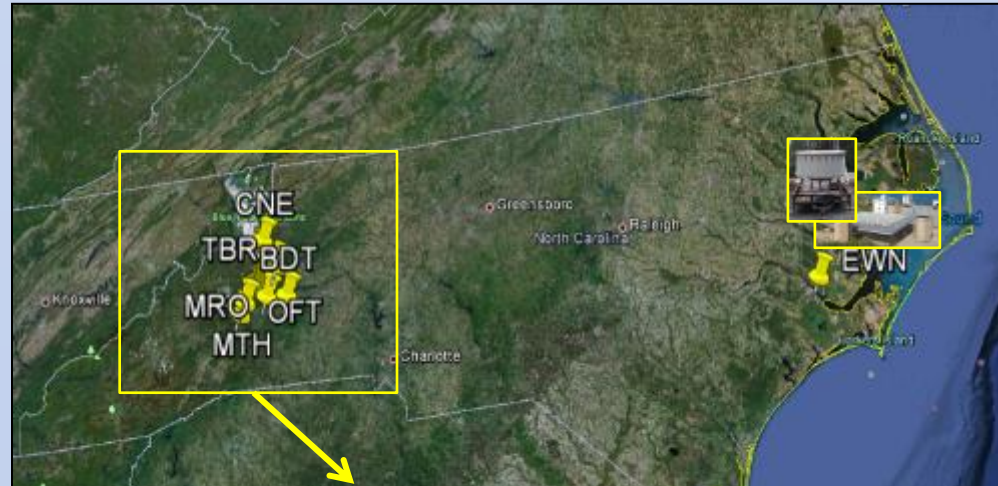 CNE
TBR BDT
MRO OFT
MTH
Knoxville
Greensboro
Raleigh
North Carolina
Charlotte
EWN